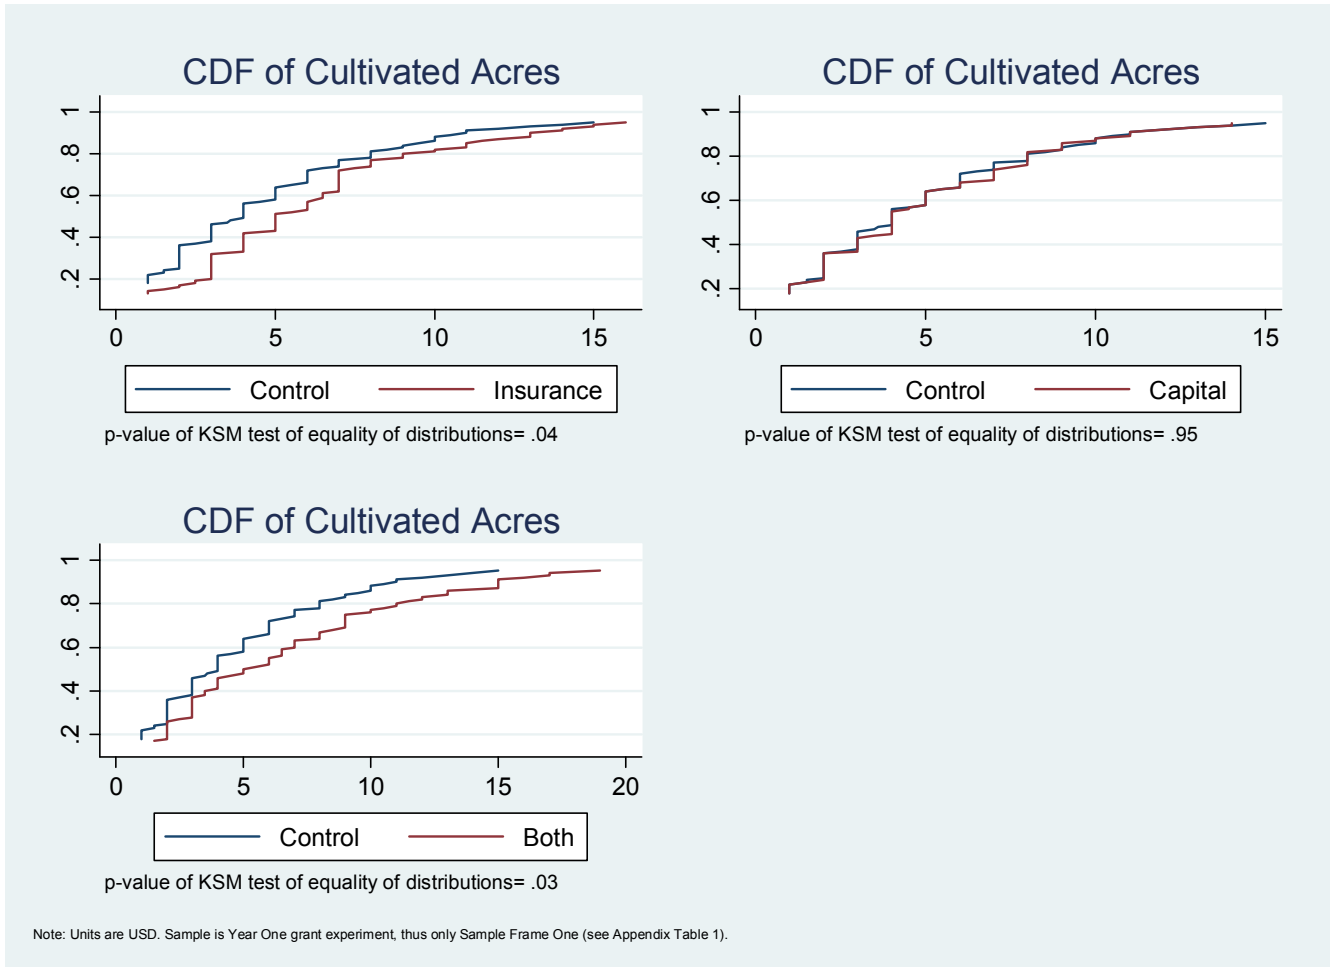 CDF of Cultivated Acres
1
.8
.6
.4
.2
0 5 10 15
Control Insurance
p-value of KSM test of equality of distributions= .04
CDF of Cultivated Acres
1
.8
.6
.4
.2
0 5 10 15
Control Capital
p-value of KSM test of equality of distributions= .95
CDF of Cultivated Acres
1
.8
.6
.4
.2
0 5 10 15 20
Control Both
p-value of KSM test of equality of distributions= .03
Note: Units are USD. Sample is Year One grant experiment, thus only Sample Frame One (see Appendix Table 1).